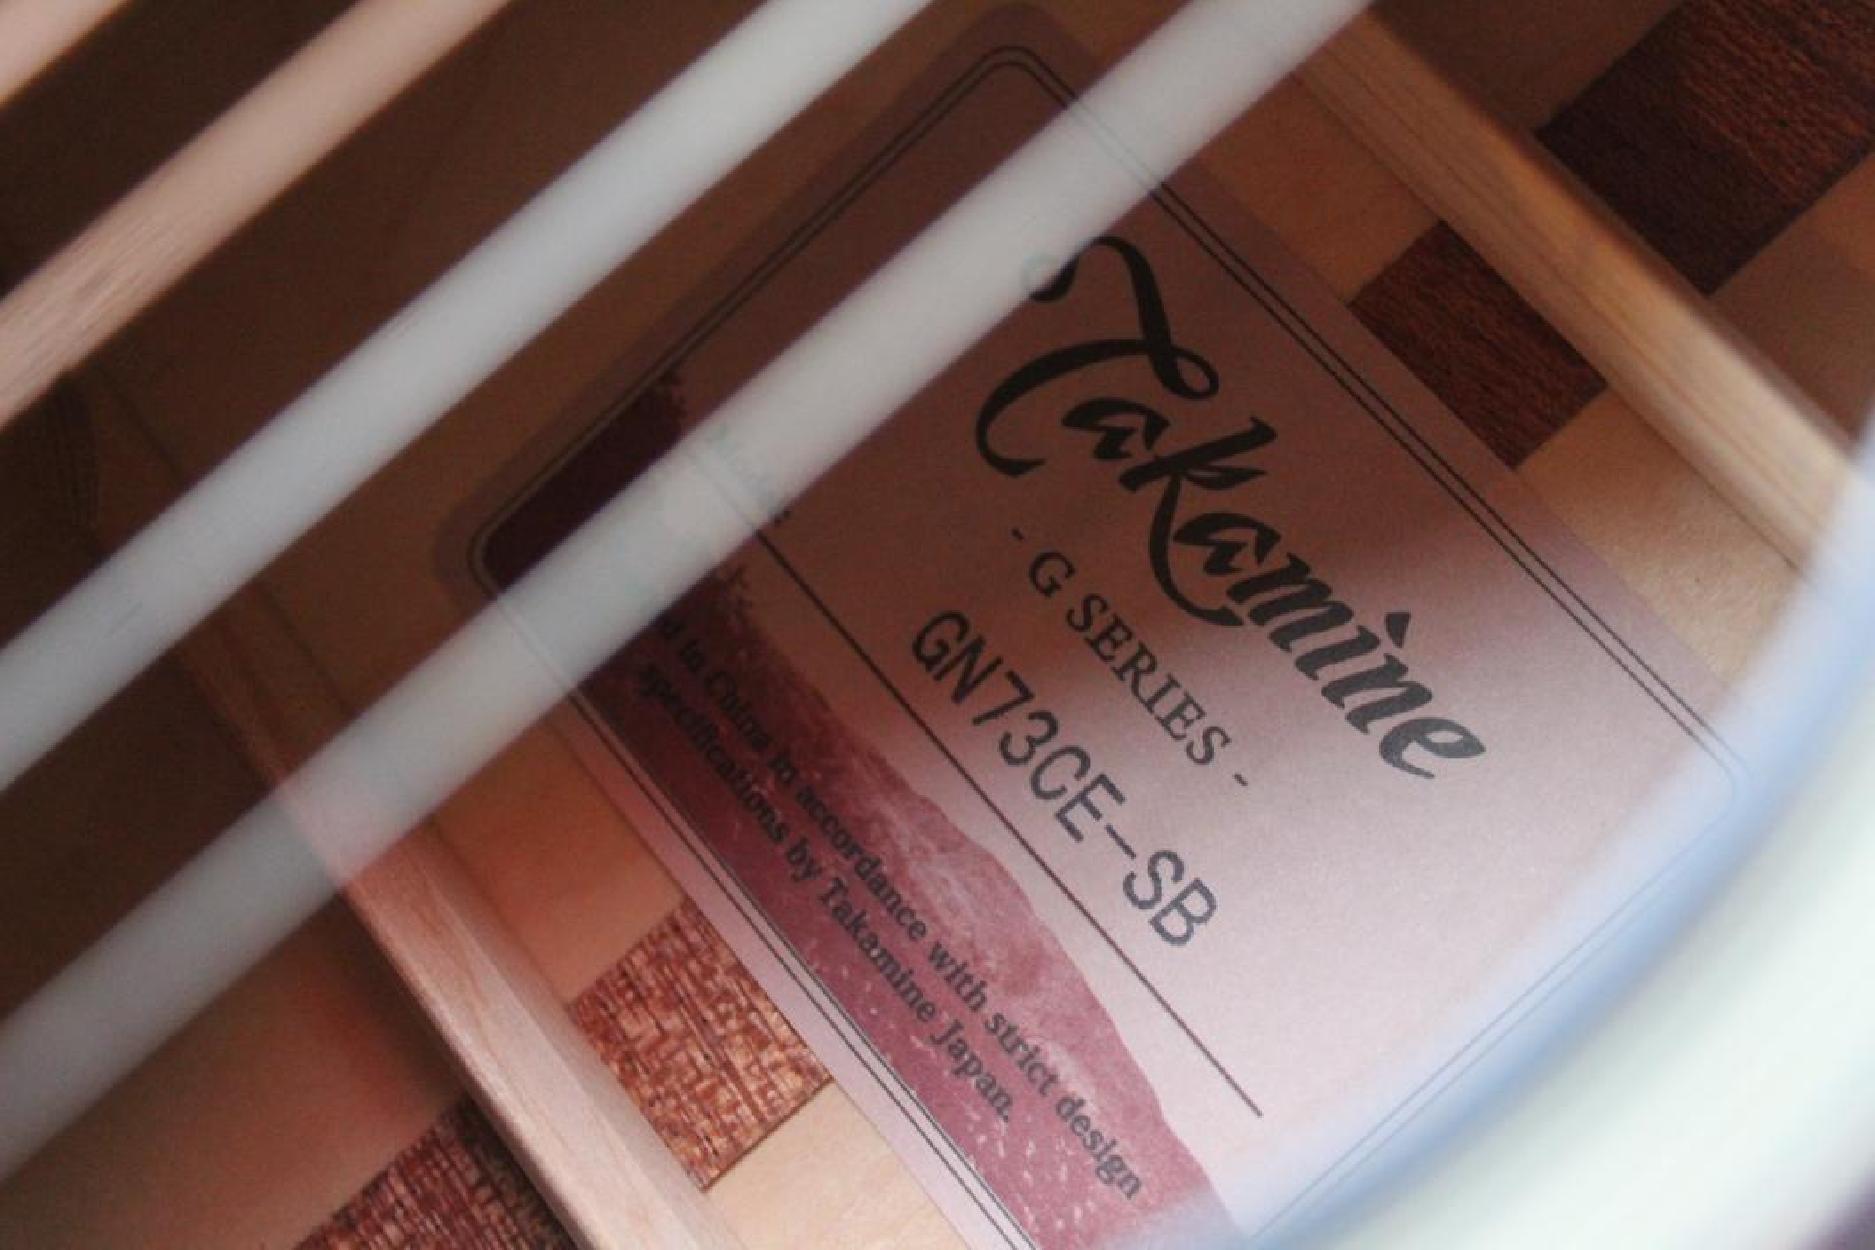 Takamine
- G SERIES -
GN73CE-SB
in China in accordance with strict design
specifications by Takamine Japan.